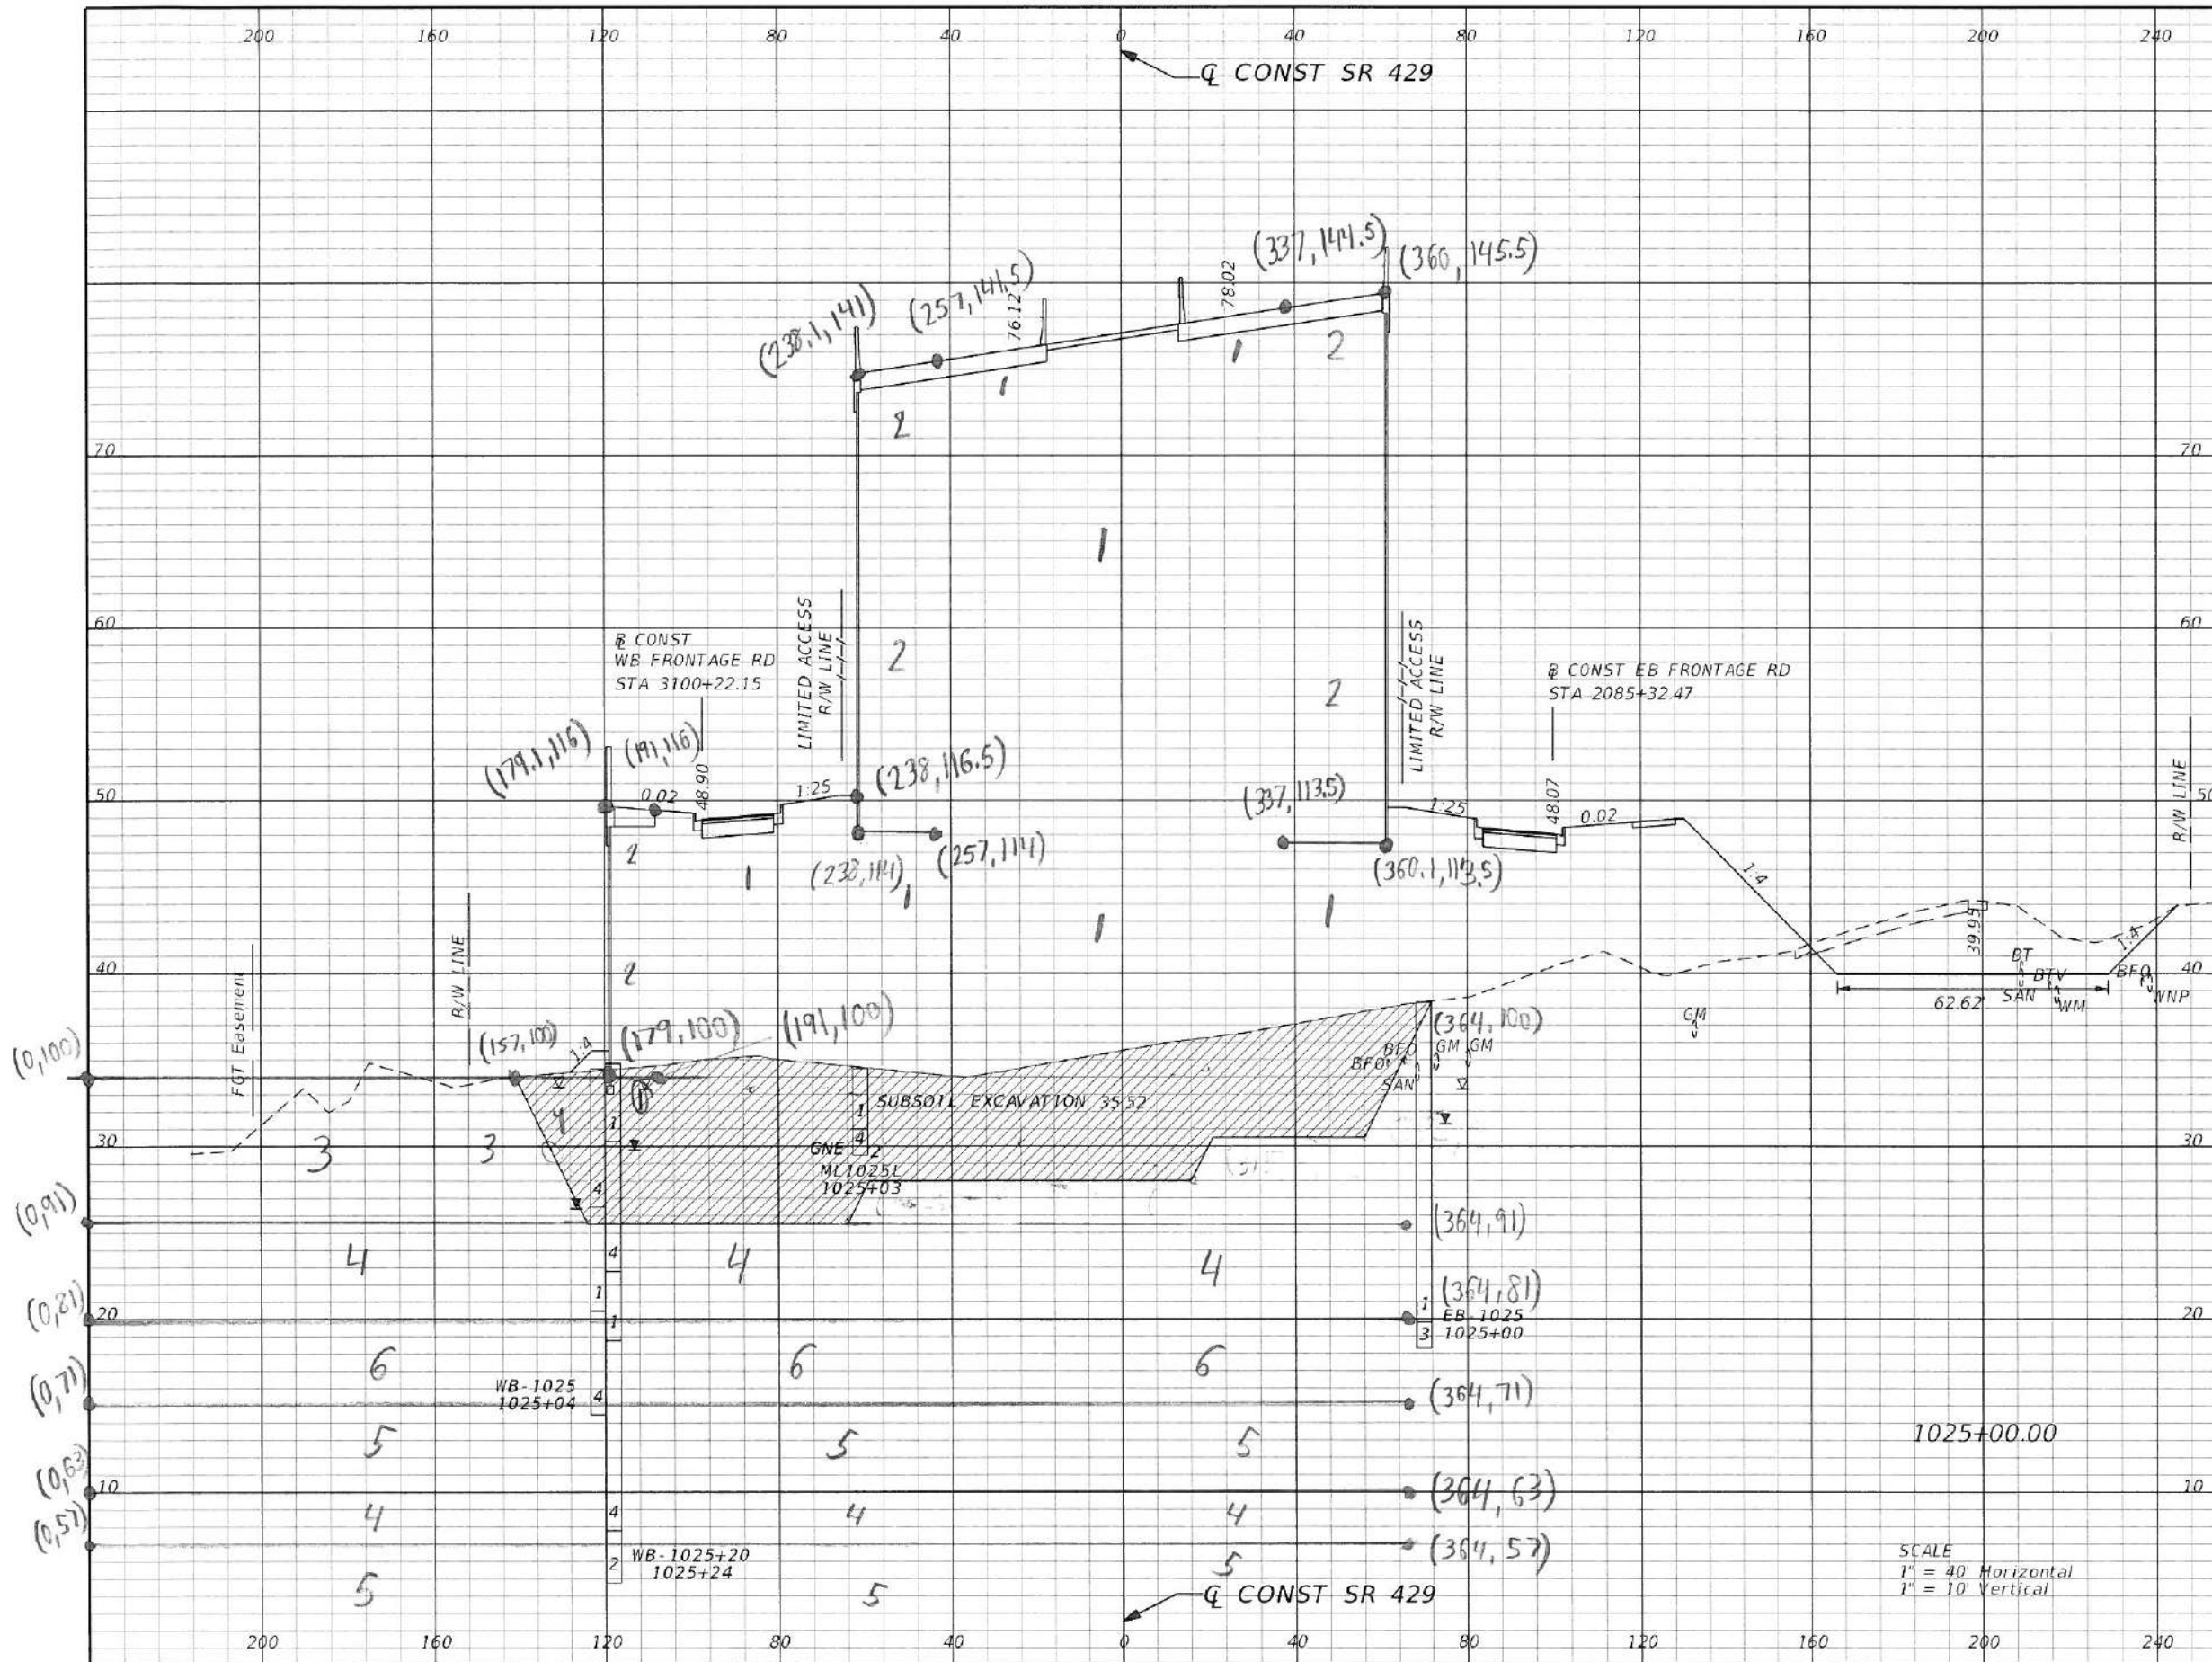 200 160 120 80 40 0 40 80 120 160 200 240
℄ CONST SR 429
(337, 144.5) (360, 145.5)
78.02
(257, 141.5)
76.12
(238.1, 141)
1 2
1
2
70 70
1
60 60
LIMITED ACCESS
R/W LINE
LIMITED ACCESS
R/W LINE
B CONST
WB FRONTAGE RD
STA 3100+22.15
2
2
B CONST EB FRONTAGE RD
STA 2085+32.47
(179.1, 116) (191, 116)
(238, 116.5)
R/W LINE
50 0.02 48.90 1:25
(337, 113.5) 1:25 48.07 0.02 50
2 1 (238, 114) (257, 114)
1
(360.1, 113.5)
1:4
1 1
39.95 1:4
R/W LINE
FGT Easement
40 2 40
BT BTV BFO
SAN WM WNP
62.62
GM
(0,100) (157,100) 1:4 (179,100) (191,100)
(364, 100)
BFO GM GM
BFO
SAN
4 1 1 SUBSOIL EXCAVATION 3552
30 3 3 4 2 30
GNE
ML1025L
1025+03
4
(0,91) (364, 91)
4 4 4 4
1 1 (364, 81)
(0,81) 20 1 EB-1025 20
3 1025+00
6 6 6
(0,71) WB-1025 4 (364, 71)
1025+04
5 5 5
1025+00.00
(0,63) 10 (364, 63) 10
4 4 4 4
(0,57) (364, 57)
2 WB-1025+20
1025+24
5 5 5
SCALE
1" = 40' Horizontal
1" = 10' Vertical
℄ CONST SR 429
200 160 120 80 40 0 40 80 120 160 200 240